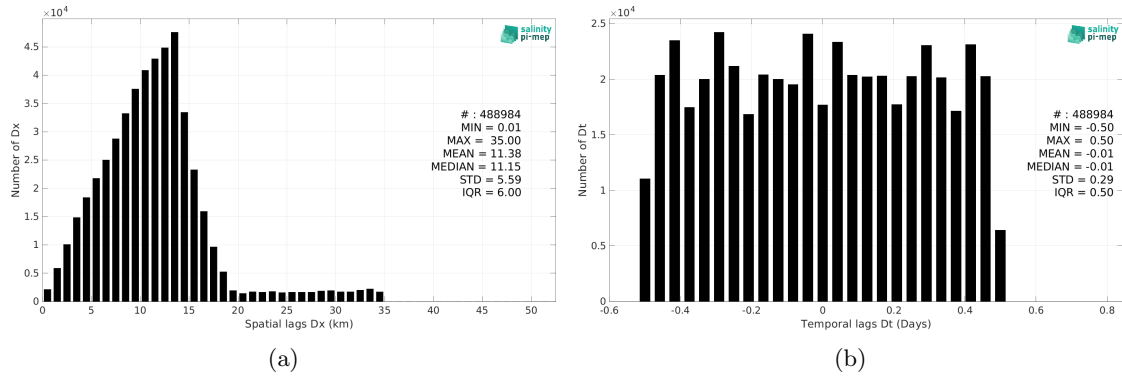 ×10⁴
4.5
4
3.5
3
2.5
2
1.5
1
0.5
0
Number of Dx
0 5 10 15 20 25 30 35 40 45 50
Spatial lags Dx (km)
salinity
pi-mep
# : 488984
MIN = 0.01
MAX = 35.00
MEAN = 11.38
MEDIAN = 11.15
STD = 5.59
IQR = 6.00
(a)
×10⁴
2.5
2
1.5
1
0.5
0
Number of Dt
-0.6 -0.4 -0.2 0 0.2 0.4 0.6 0.8
Temporal lags Dt (Days)
salinity
pi-mep
# : 488984
MIN = -0.50
MAX = 0.50
MEAN = -0.01
MEDIAN = -0.01
STD = 0.29
IQR = 0.50
(b)